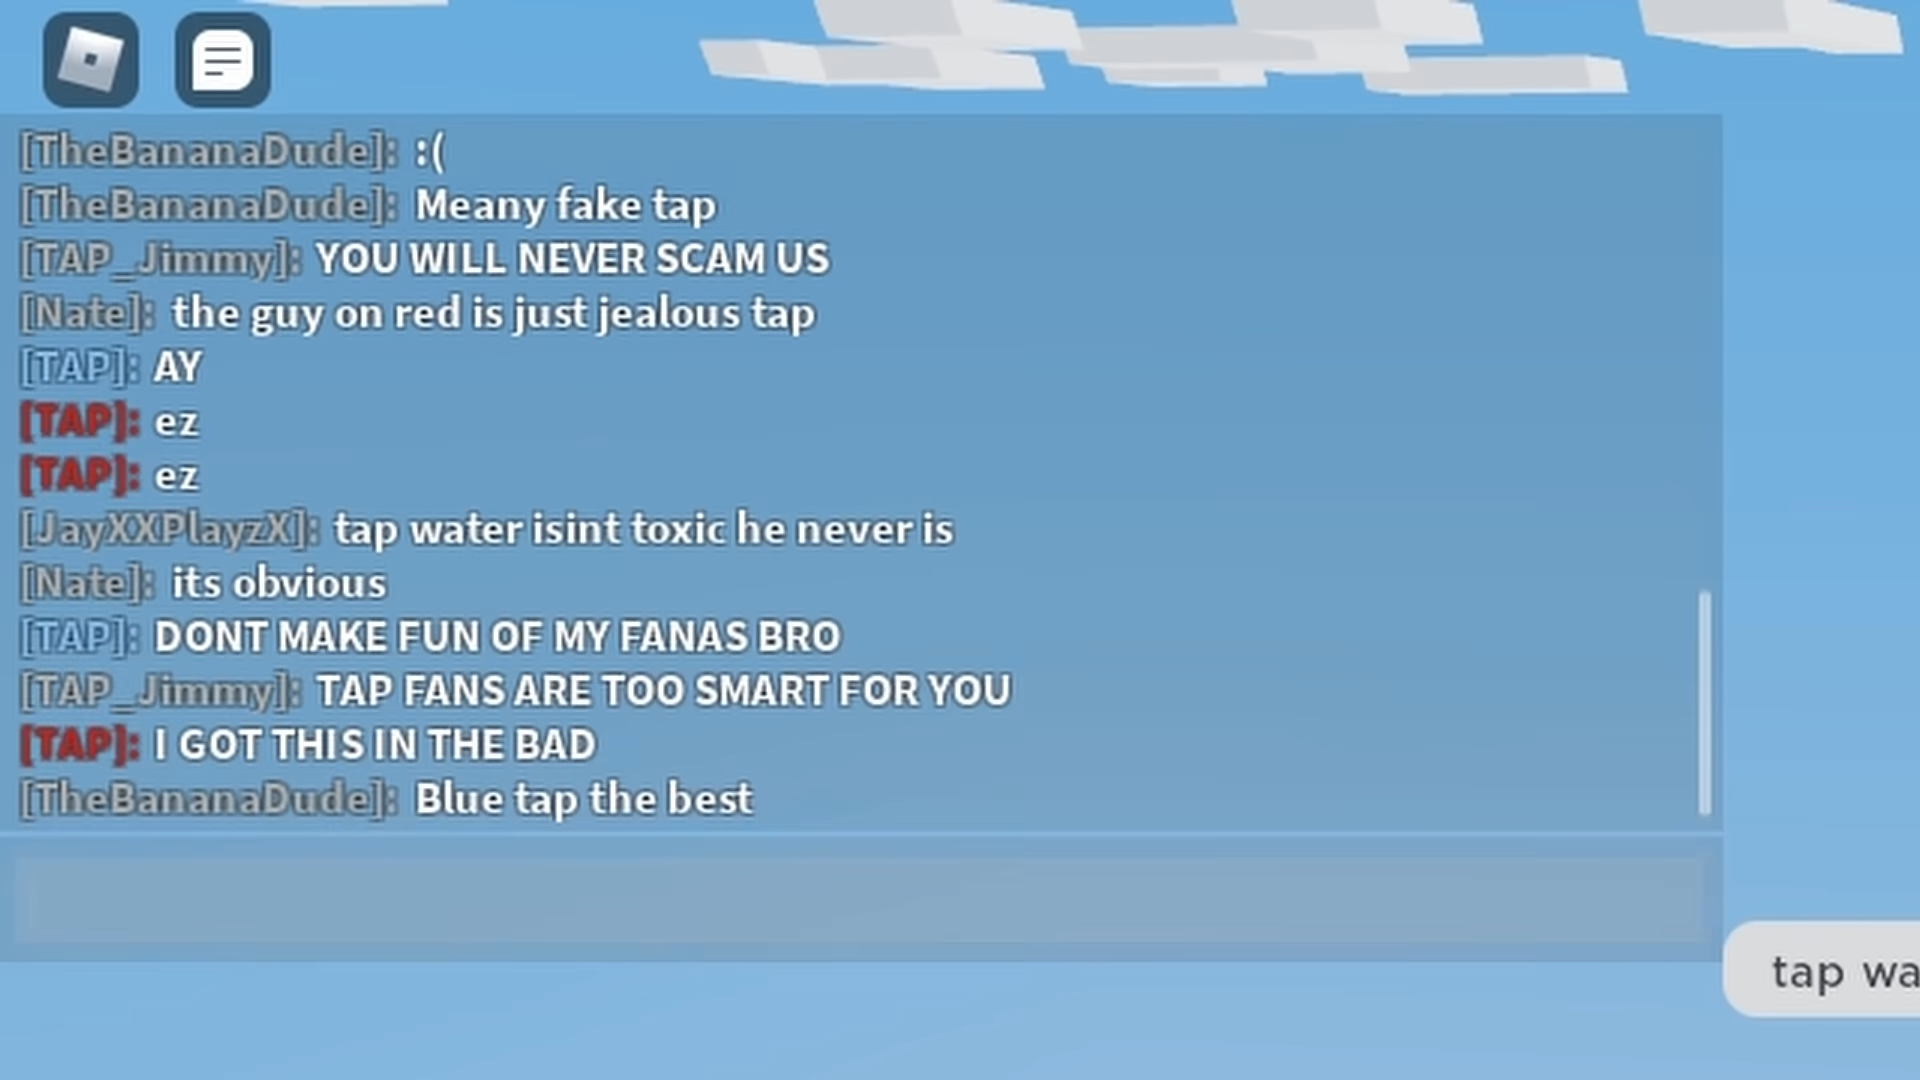 [TheBananaDude]: :(
[TheBananaDude]: Meany fake tap
[TAP_Jimmy]: YOU WILL NEVER SCAM US
[Nate]: the guy on red is just jealous tap
[TAP]: AY
[TAP]: ez
[TAP]: ez
[JayXXPlayzX]: tap water isint toxic he never is
[Nate]: its obvious
[TAP]: DONT MAKE FUN OF MY FANAS BRO
[TAP_Jimmy]: TAP FANS ARE TOO SMART FOR YOU
[TAP]: I GOT THIS IN THE BAD
[TheBananaDude]: Blue tap the best
tap wa